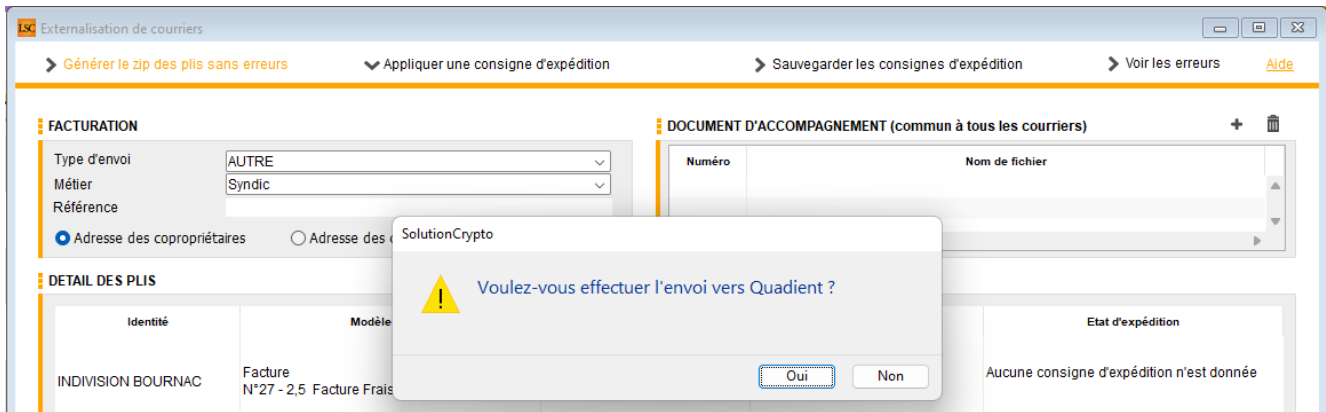 LSC Externalisation de courriers
Générer le zip des plis sans erreurs
Appliquer une consigne d'expédition
Sauvegarder les consignes d'expédition
Voir les erreurs
Aide
FACTURATION
Type d'envoi
AUTRE
Métier
Syndic
Référence
Adresse des copropriétaires
Adresse des
DOCUMENT D'ACCOMPAGNEMENT (commun à tous les courriers)
Numéro
Nom de fichier
SolutionCrypto
Voulez-vous effectuer l'envoi vers Quadient ?
Oui
Non
DETAIL DES PLIS
Identité
Modèle
Etat d'expédition
INDIVISION BOURNAC
Facture
N°27 - 2,5 Facture Frais
Aucune consigne d'expédition n'est donnée